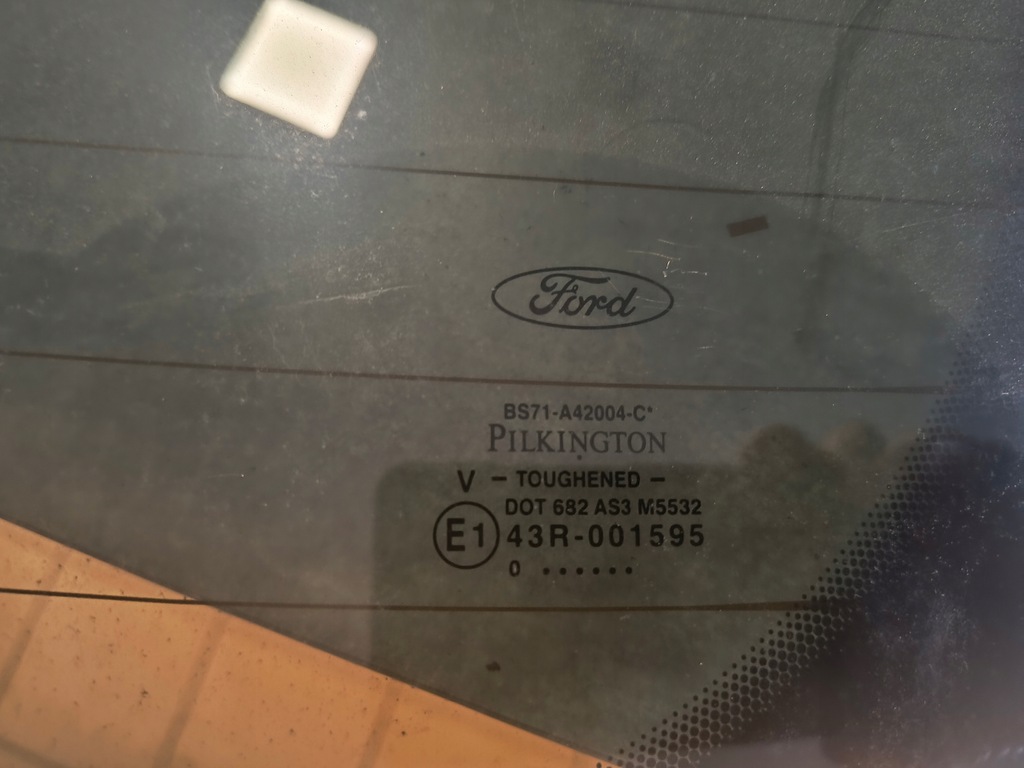 Ford
BS71-A42004-C*
PILKINGTON
V – TOUGHENED –
DOT 682 AS3 M5532
E1 43R-001595
0 ••••••